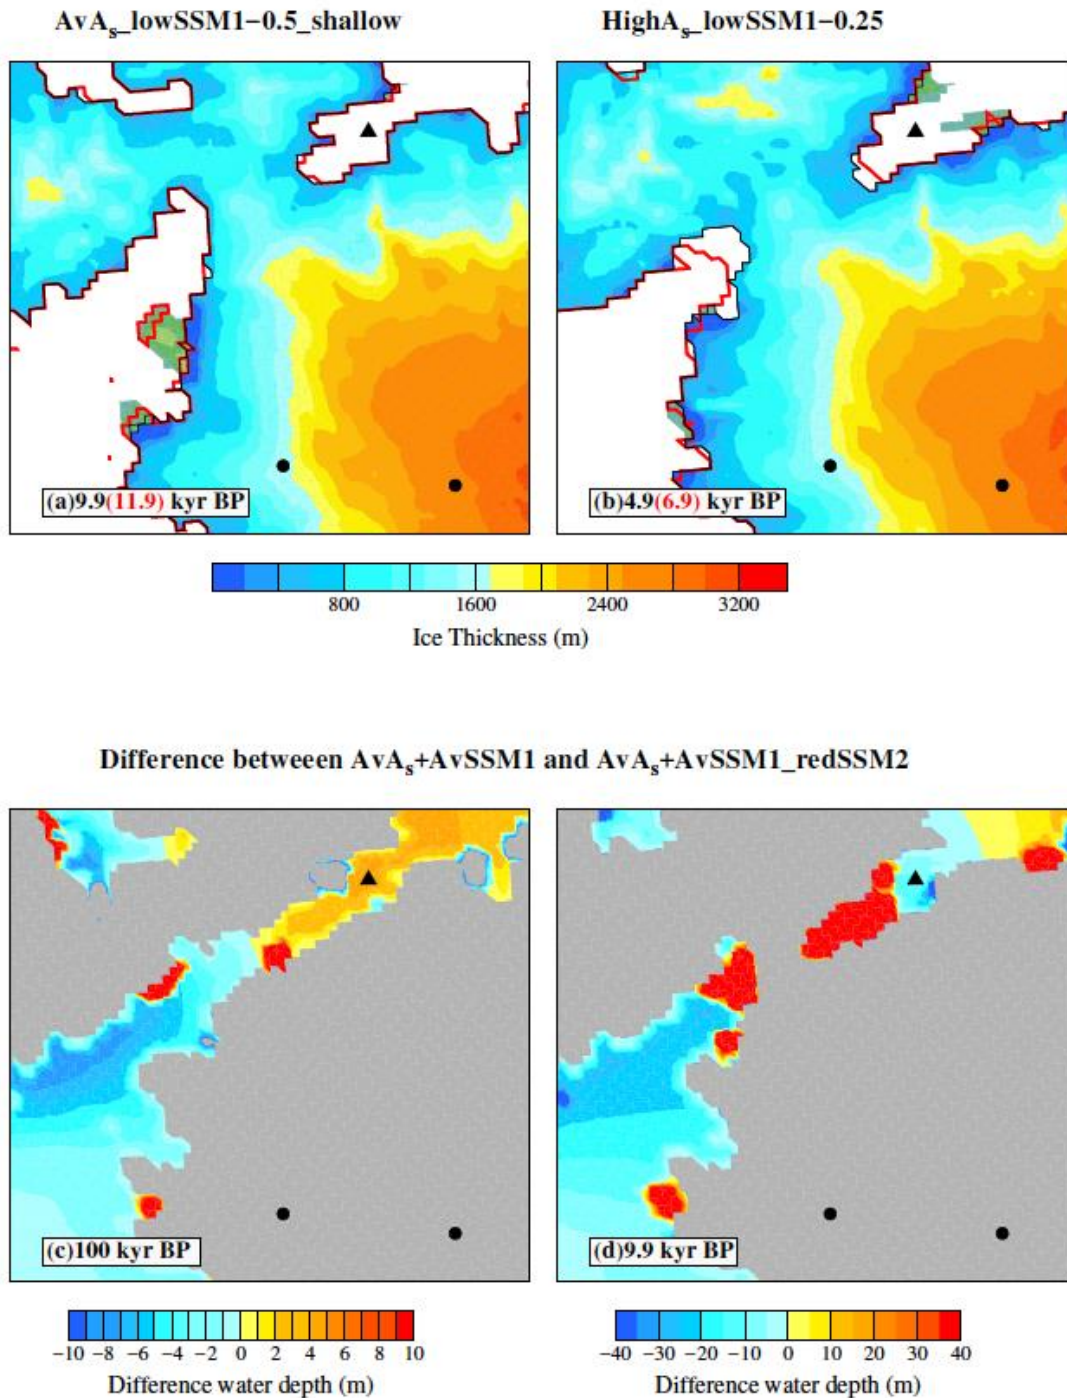 AvAₛ_lowSSM1−0.5_shallow
HighAₛ_lowSSM1−0.25
(a)9.9(11.9) kyr BP
(b)4.9(6.9) kyr BP
800 1600 2400 3200
Ice Thickness (m)
Difference betweeen AvAₛ+AvSSM1 and AvAₛ+AvSSM1_redSSM2
(c)100 kyr BP
(d)9.9 kyr BP
−10 −8 −6 −4 −2 0 2 4 6 8 10
Difference water depth (m)
−40 −30 −20 −10 0 10 20 30 40
Difference water depth (m)